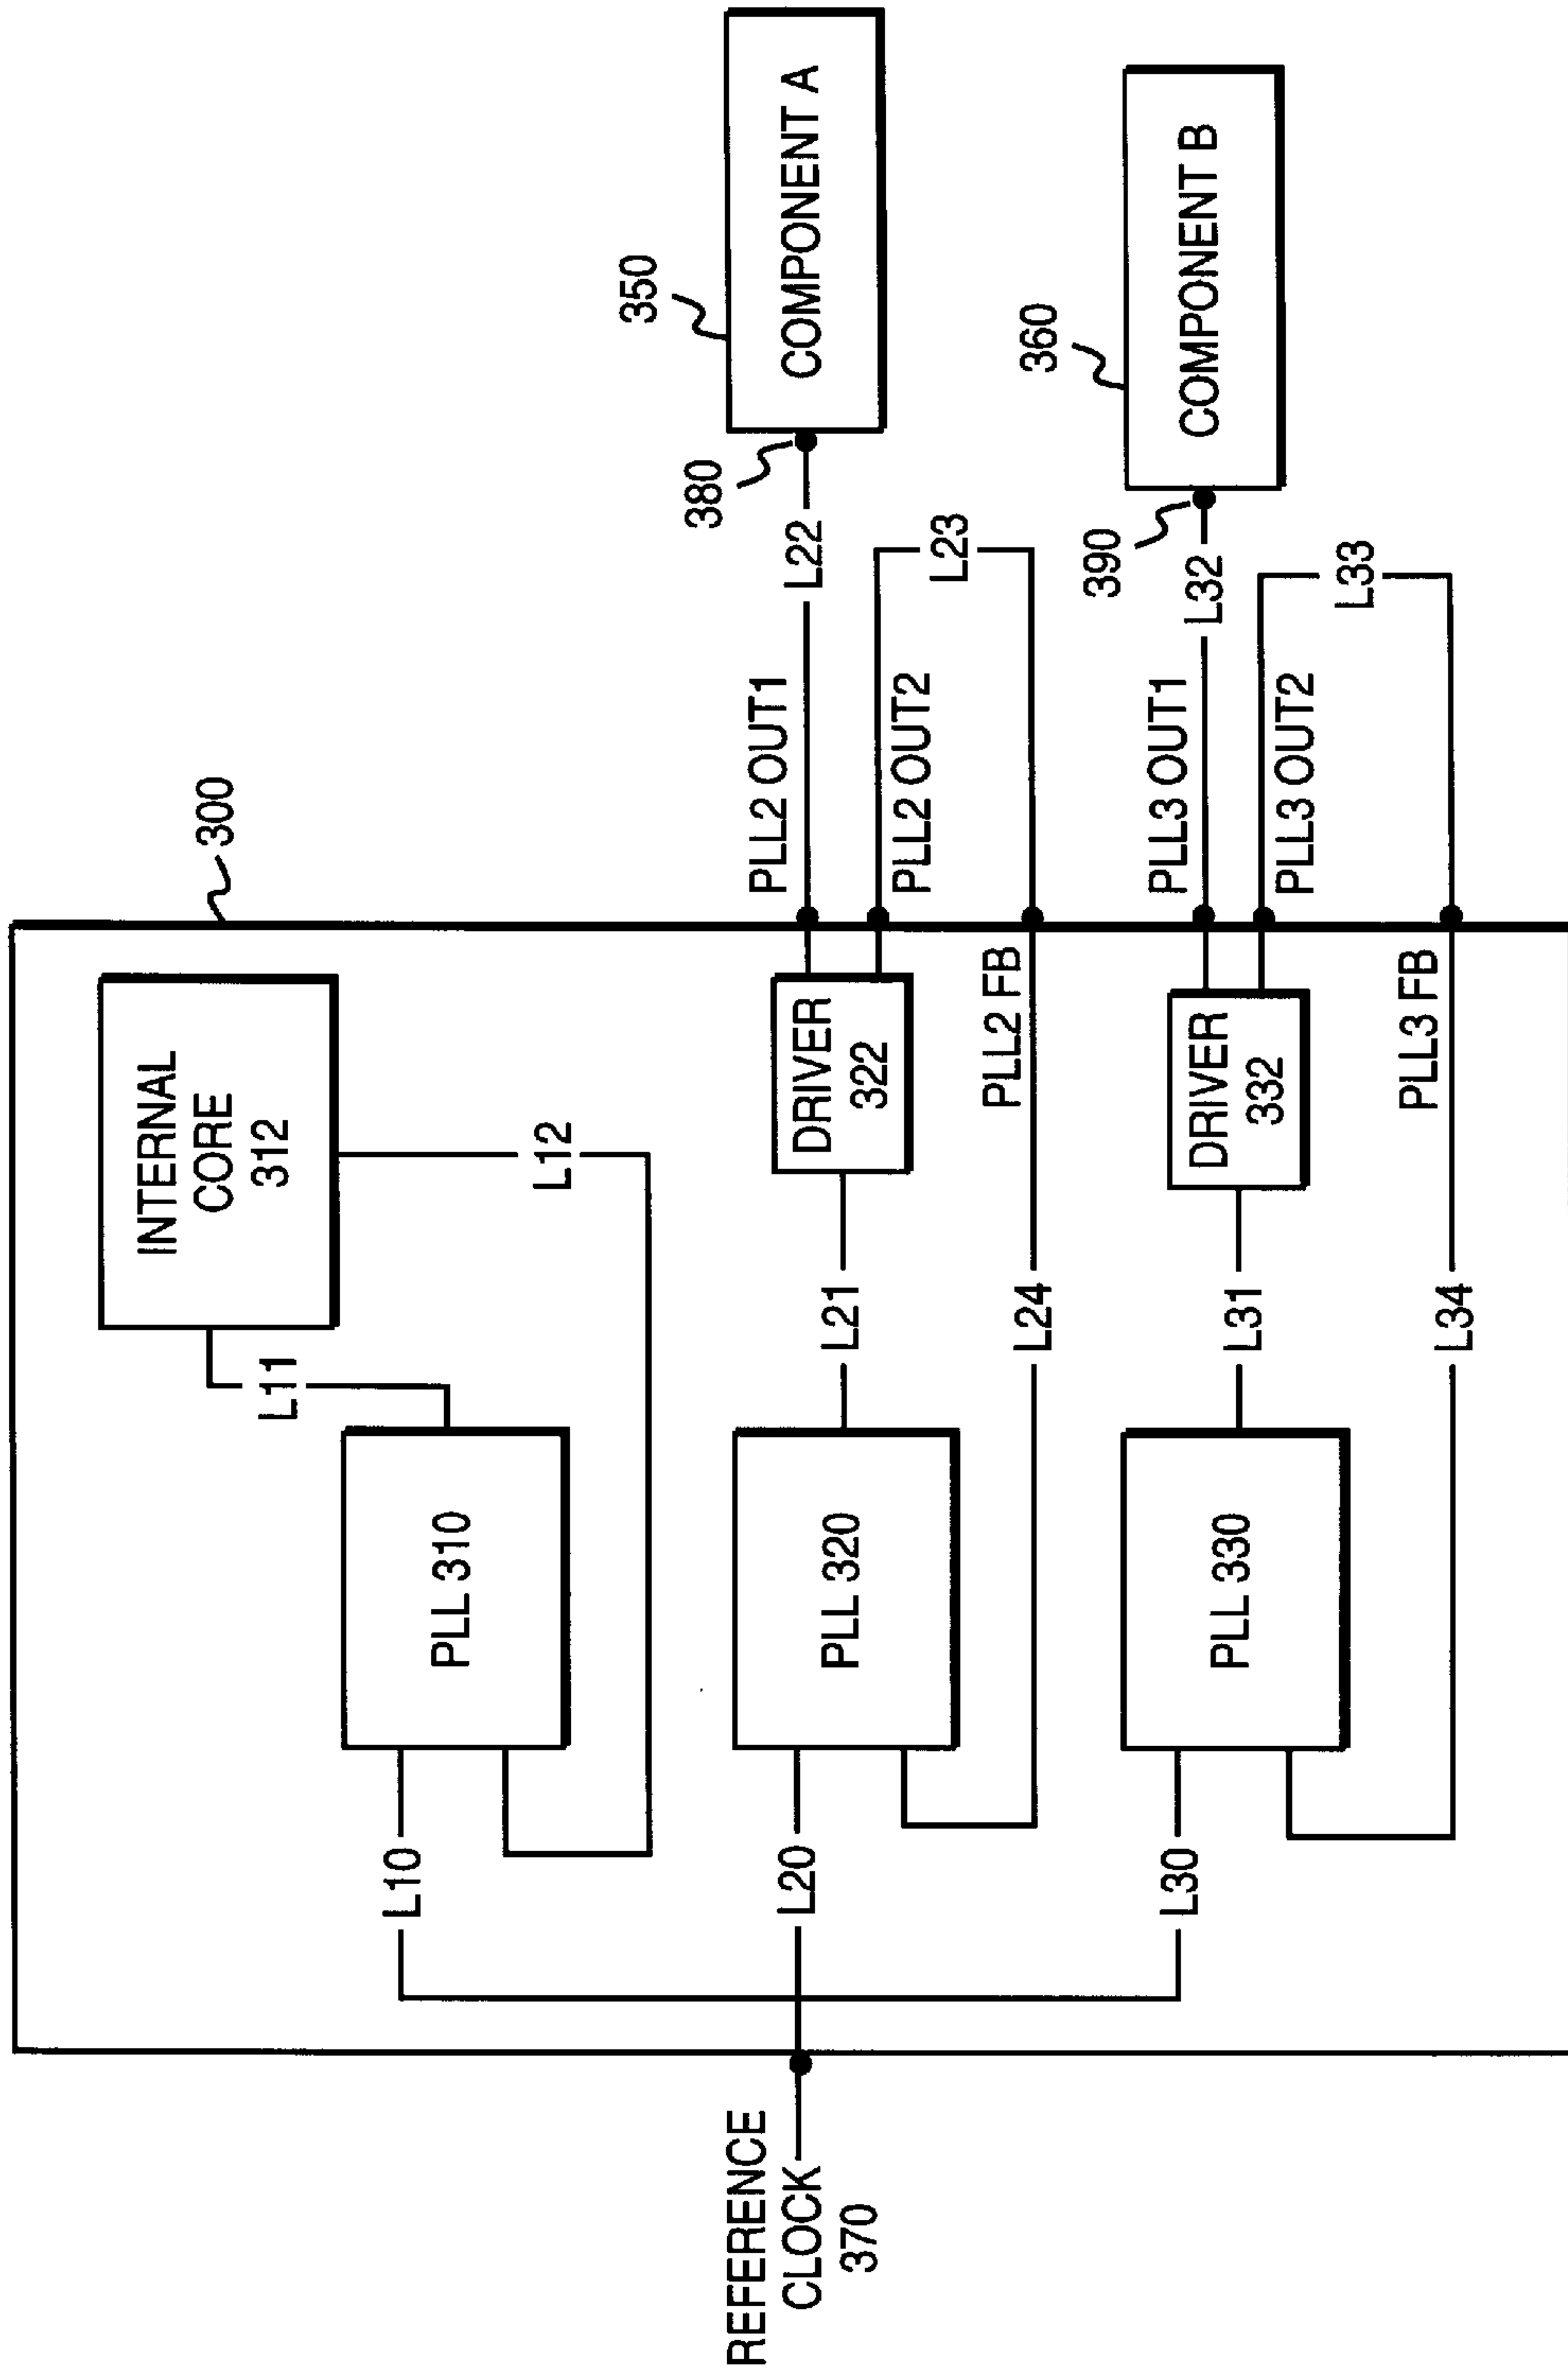 300
INTERNAL
CORE
312
L11
L12
PLL 310
L10
350
COMPONENT A
380
L22
PLL2 OUT1
DRIVER
322
L21
PLL 320
L20
REFERENCE
CLOCK
370
L23
PLL2 OUT2
PLL2 FB
L24
360
COMPONENT B
390
L32
PLL3 OUT1
DRIVER
332
L31
PLL 330
L30
PLL3 OUT2
L33
PLL3 FB
L34